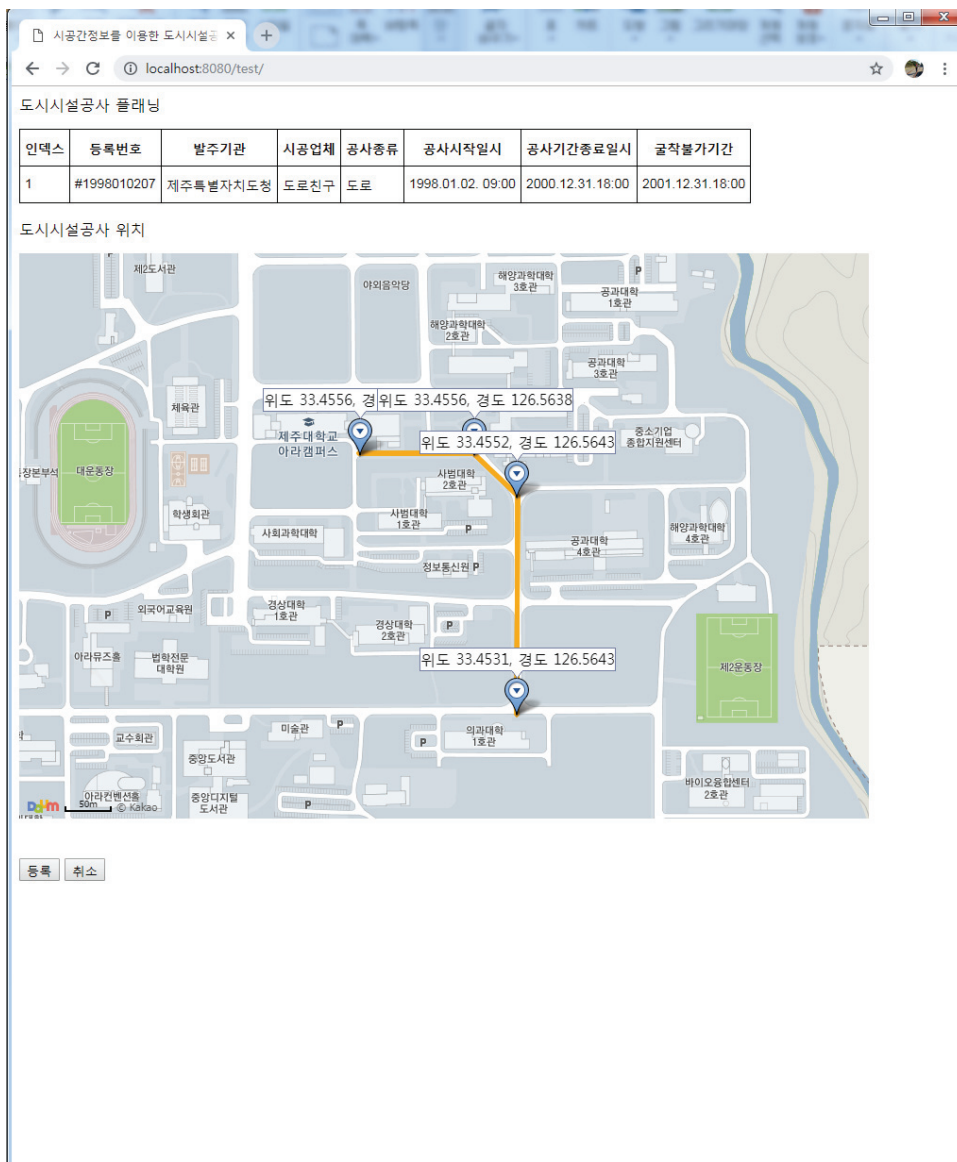 시공간정보를 이용한 도시시설공
localhost:8080/test/
도시시설공사 플래닝
인덱스 등록번호 발주기관 시공업체 공사종류 공사시작일시 공사기간종료일시 굴착불가기간
1 #1998010207 제주특별자치도청 도로친구 도로 1998.01.02. 09:00 2000.12.31.18:00 2001.12.31.18:00
도시시설공사 위치
제2도서관
야외음악당
해양과학대학
3호관
P
공과대학
1호관
해양과학대학
2호관
공과대학
3호관
체육관
위도 33.4556, 경
위도 33.4556, 경도 126.5638
제주대학교
아라캠퍼스
위도 33.4552, 경도 126.5643
중소기업
종합지원센터
장본부석
대운동장
사범대학
2호관
학생회관
사범대학
1호관
P
사회과학대학
공과대학
4호관
해양과학대학
4호관
정보통신원 P
외국어교육원
P
경상대학
1호관
경상대학
2호관
P
아라뮤즈홀
법학전문
대학원
위도 33.4531, 경도 126.5643
제2운동장
교수회관
미술관
P
P
의과대학
1호관
중앙도서관
바이오융합센터
2호관
아라컨벤션홀
중앙디지털
도서관
P
Daum 50m © Kakao
등록 취소